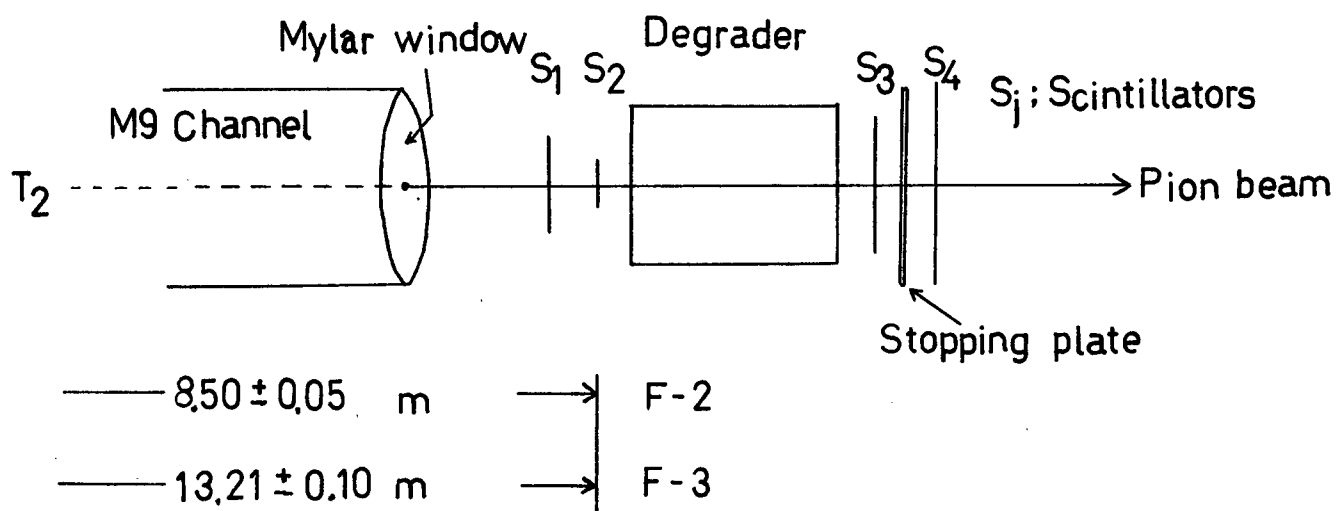 Mylar window
Degrader
S1 S2
S3 S4
Sj ; Scintillators
M9 Channel
T2
Pion beam
Stopping plate
8,50 ± 0,05 m F-2
13,21 ± 0,10 m F-3